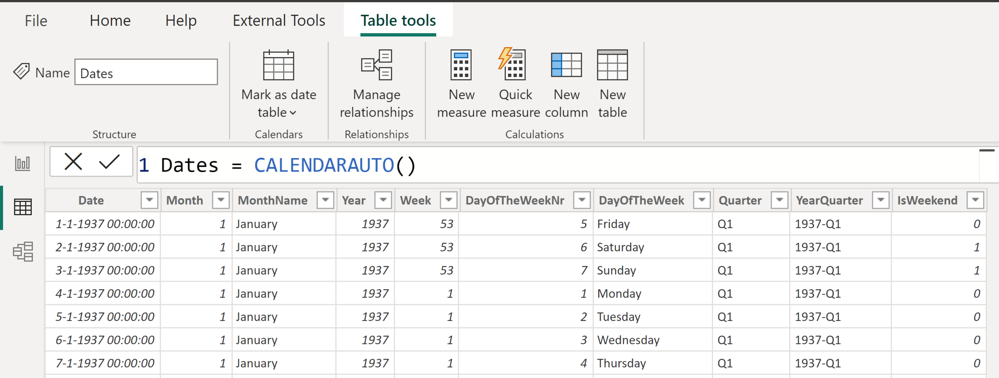 File Home Help External Tools Table tools
Name Dates
Mark as date Manage New Quick New New
table relationships measure measure column table
Structure Calendars Relationships Calculations
1 Dates = CALENDARAUTO()
Date Month MonthName Year Week DayOfTheWeekNr DayOfTheWeek Quarter YearQuarter IsWeekend
1-1-1937 00:00:00 1 January 1937 53 5 Friday Q1 1937-Q1 0
2-1-1937 00:00:00 1 January 1937 53 6 Saturday Q1 1937-Q1 1
3-1-1937 00:00:00 1 January 1937 53 7 Sunday Q1 1937-Q1 1
4-1-1937 00:00:00 1 January 1937 1 1 Monday Q1 1937-Q1 0
5-1-1937 00:00:00 1 January 1937 1 2 Tuesday Q1 1937-Q1 0
6-1-1937 00:00:00 1 January 1937 1 3 Wednesday Q1 1937-Q1 0
7-1-1937 00:00:00 1 January 1937 1 4 Thursday Q1 1937-Q1 0